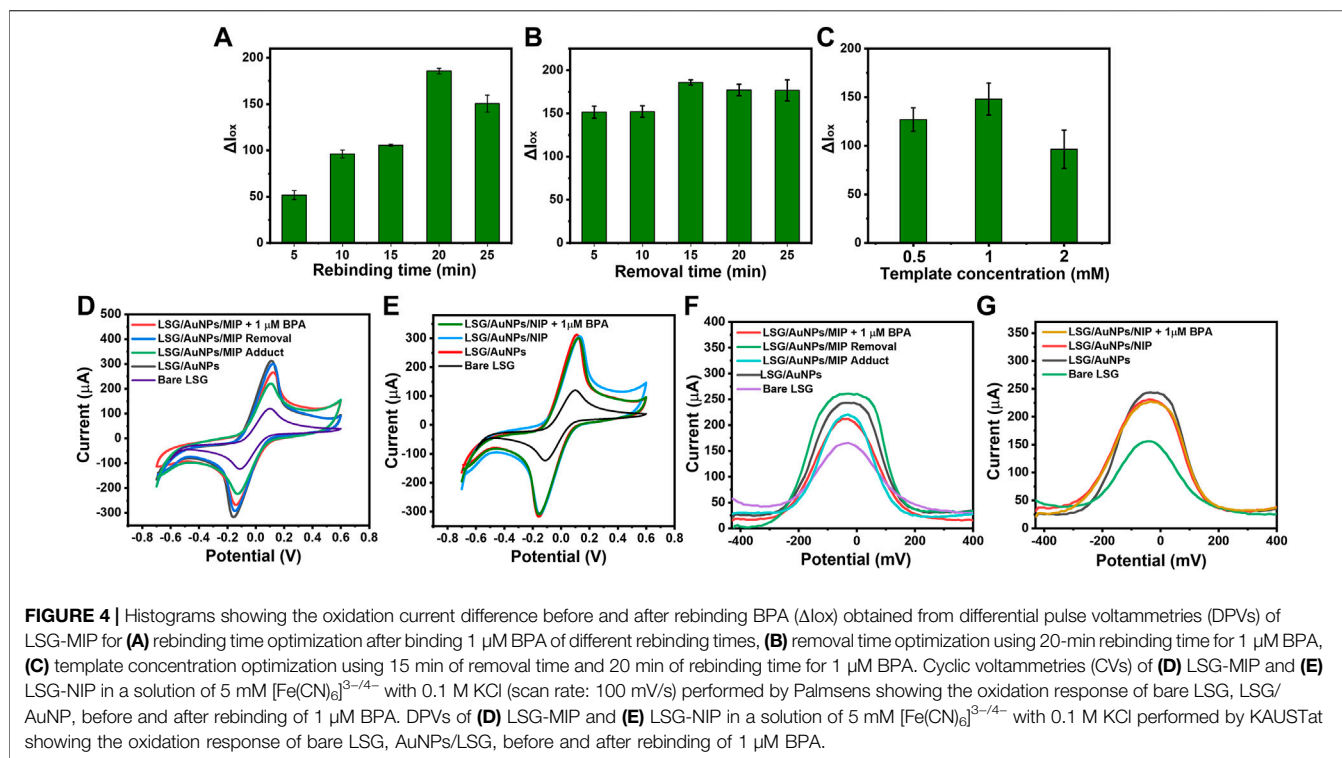 A
B
C
200
150
100
50
0
ΔIox
5 10 15 20 25
Rebinding time (min)
200
150
100
50
0
ΔIox
5 10 15 20 25
Removal time (min)
200
150
100
50
0
ΔIox
0.5 1 2
Template concentration (mM)
D
500
400
300
200
100
0
-100
-200
-300
Current (μA)
LSG/AuNPs/MIP + 1 μM BPA
LSG/AuNPs/MIP Removal
LSG/AuNPs/MIP Adduct
LSG/AuNPs
Bare LSG
-0.8 -0.6 -0.4 -0.2 0.0 0.2 0.4 0.6 0.8
Potential (V)
E
500
400
300
200
100
0
-100
-200
-300
Current (μA)
LSG/AuNPs/NIP + 1μM BPA
LSG/AuNPs/NIP
LSG/AuNPs
Bare LSG
-0.8 -0.6 -0.4 -0.2 0.0 0.2 0.4 0.6 0.8
Potential (V)
F
400
350
300
250
200
150
100
50
0
Current (μA)
LSG/AuNPs/MIP + 1 μM BPA
LSG/AuNPs/MIP Removal
LSG/AuNPs/MIP Adduct
LSG/AuNPs
Bare LSG
-400 -200 0 200 400
Potential (mV)
G
350
300
250
200
150
100
50
0
Current (μA)
LSG/AuNPs/NIP + 1μM BPA
LSG/AuNPs/NIP
LSG/AuNPs
Bare LSG
-400 -200 0 200 400
Potential (mV)
FIGURE 4 | Histograms showing the oxidation current difference before and after rebinding BPA (ΔIox) obtained from differential pulse voltammetries (DPVs) of
LSG-MIP for (A) rebinding time optimization after binding 1 μM BPA of different rebinding times, (B) removal time optimization using 20-min rebinding time for 1 μM BPA,
(C) template concentration optimization using 15 min of removal time and 20 min of rebinding time for 1 μM BPA. Cyclic voltammetries (CVs) of (D) LSG-MIP and (E)
LSG-NIP in a solution of 5 mM [Fe(CN)₆]³⁻/⁴⁻ with 0.1 M KCl (scan rate: 100 mV/s) performed by Palmsens showing the oxidation response of bare LSG, LSG/
AuNP, before and after rebinding of 1 μM BPA. DPVs of (D) LSG-MIP and (E) LSG-NIP in a solution of 5 mM [Fe(CN)₆]³⁻/⁴⁻ with 0.1 M KCl performed by KAUSTat
showing the oxidation response of bare LSG, AuNPs/LSG, before and after rebinding of 1 μM BPA.